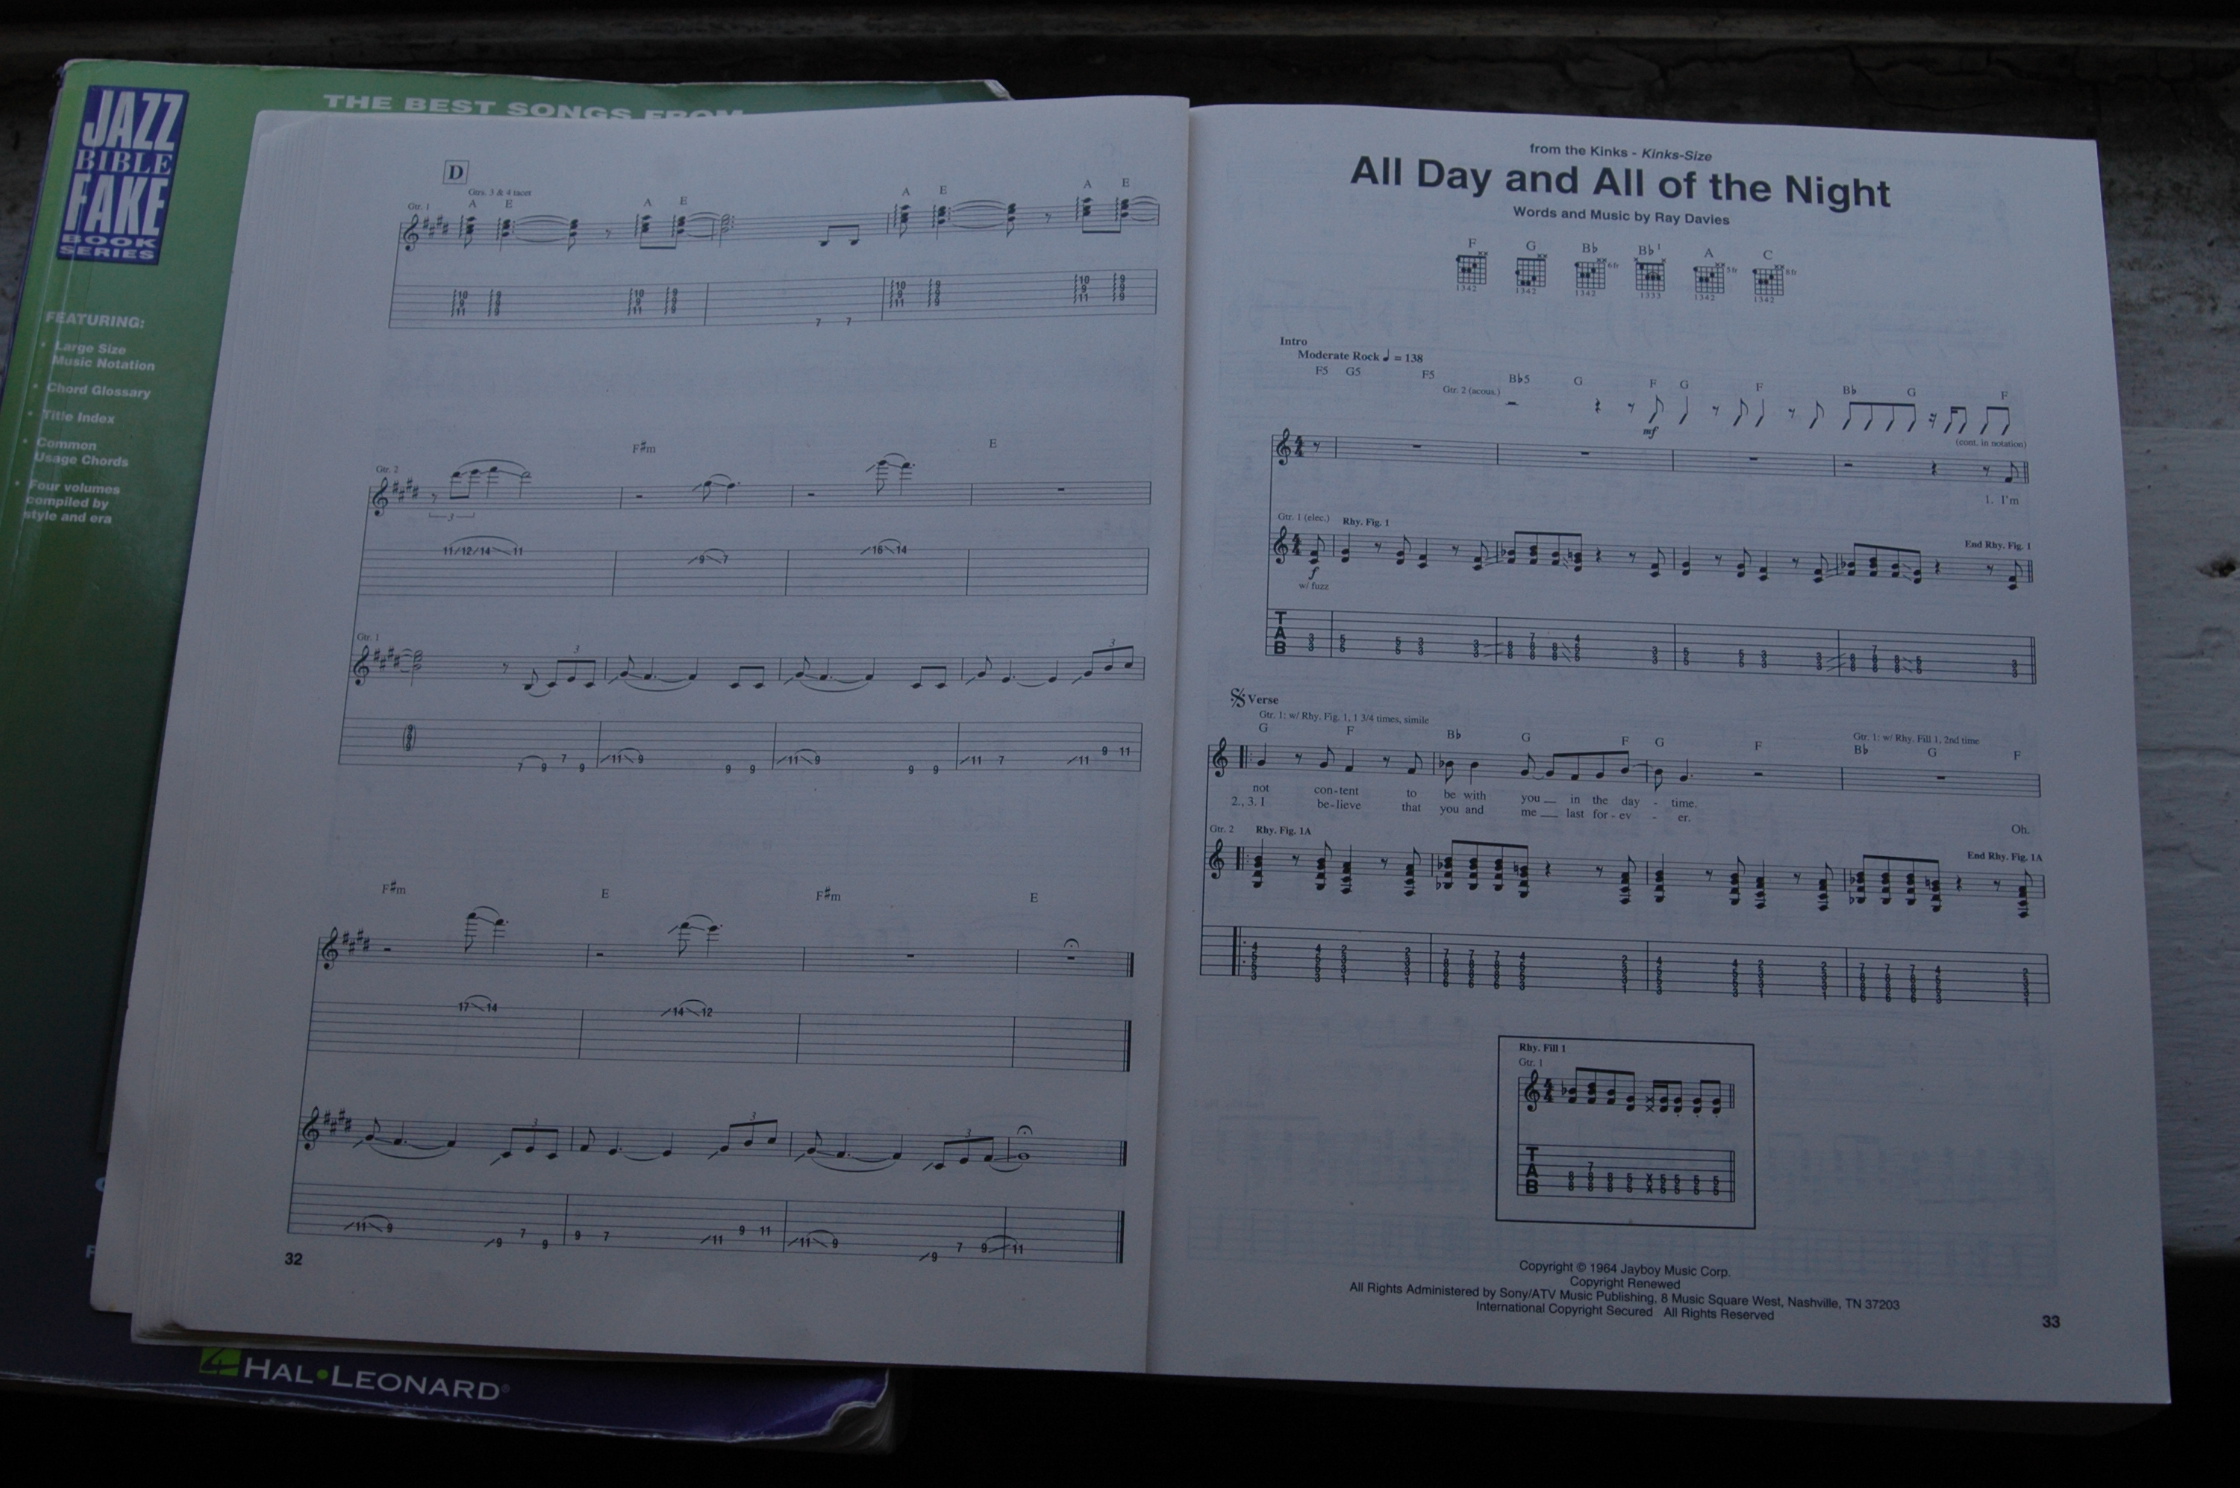 D
Gtrs. 3 & 4 tacet
A E A E A E A E
Gtr. 1
F♯m E
Gtr. 2
Gtr. 1
F♯m E F♯m E
32
from the Kinks - Kinks-Size
All Day and All of the Night
Words and Music by Ray Davies
F G B♭ B♭1 A C
Intro
Moderate Rock ♩ = 138
F5 G5 F5 B♭5 G F G F B♭ G F
Gtr. 2 (acous.)
mf
(cont. in notation)
1. I'm
Gtr. 1 (elec.)
Rhy. Fig. 1
End Rhy. Fig. 1
f
w/ fuzz
T
A
B
Verse
Gtr. 1: w/ Rhy. Fig. 1, 1 3/4 times, simile
Gtr. 1: w/ Rhy. Fill 1, 2nd time
G F B♭ G F G F B♭ G F
not con - tent to be with you in the day - time.
2., 3. I be - lieve that you and me last for - ev - er.
Oh.
Gtr. 2
Rhy. Fig. 1A
End Rhy. Fig. 1A
Rhy. Fill 1
Gtr. 1
T
A
B
Copyright © 1964 Jayboy Music Corp.
Copyright Renewed
All Rights Administered by Sony/ATV Music Publishing, 8 Music Square West, Nashville, TN 37203
International Copyright Secured All Rights Reserved
33
THE BEST SONGS FROM
JAZZ
BIBLE
FAKE
BOOK
SERIES
FEATURING:
• Large Size
Music Notation
• Chord Glossary
• Title Index
• Common
Usage Chords
• Four volumes
compiled by
style and era
HAL•LEONARD®